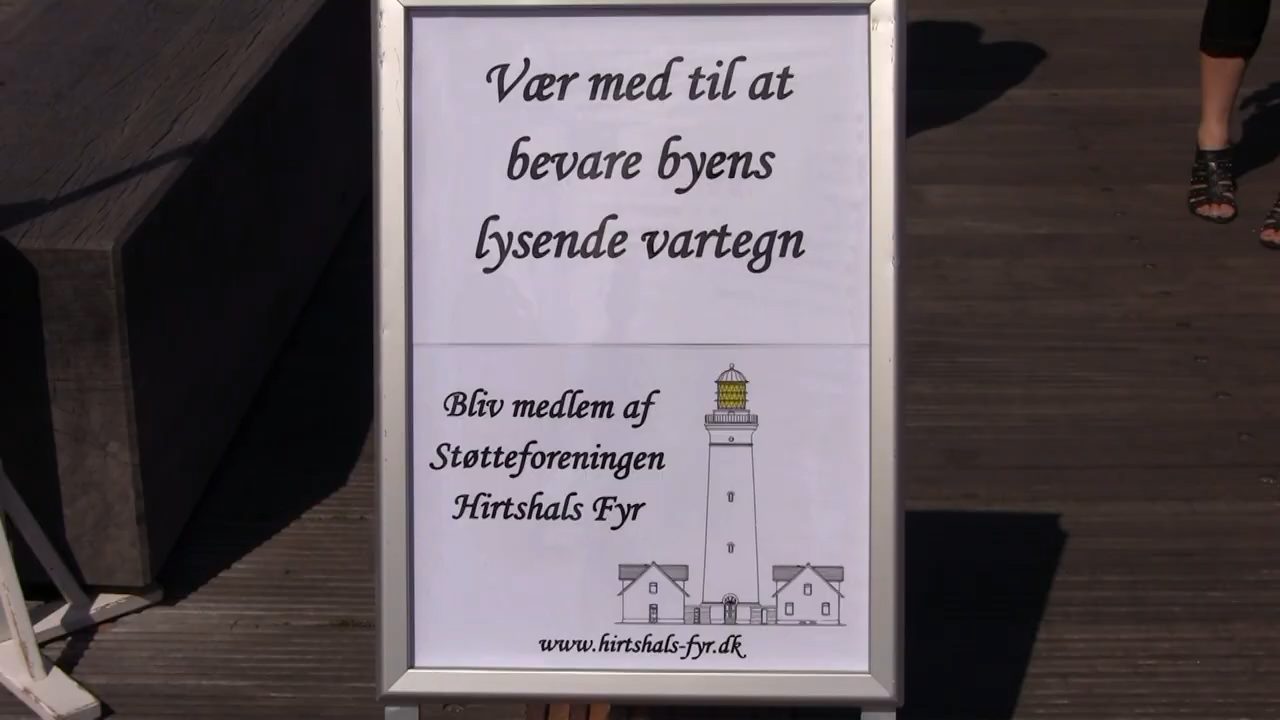 Vær med til at
bevare byens
lysende vartegn
Bliv medlem af
Støtteforeningen
Hirtshals Fyr
www.hirtshals-fyr.dk